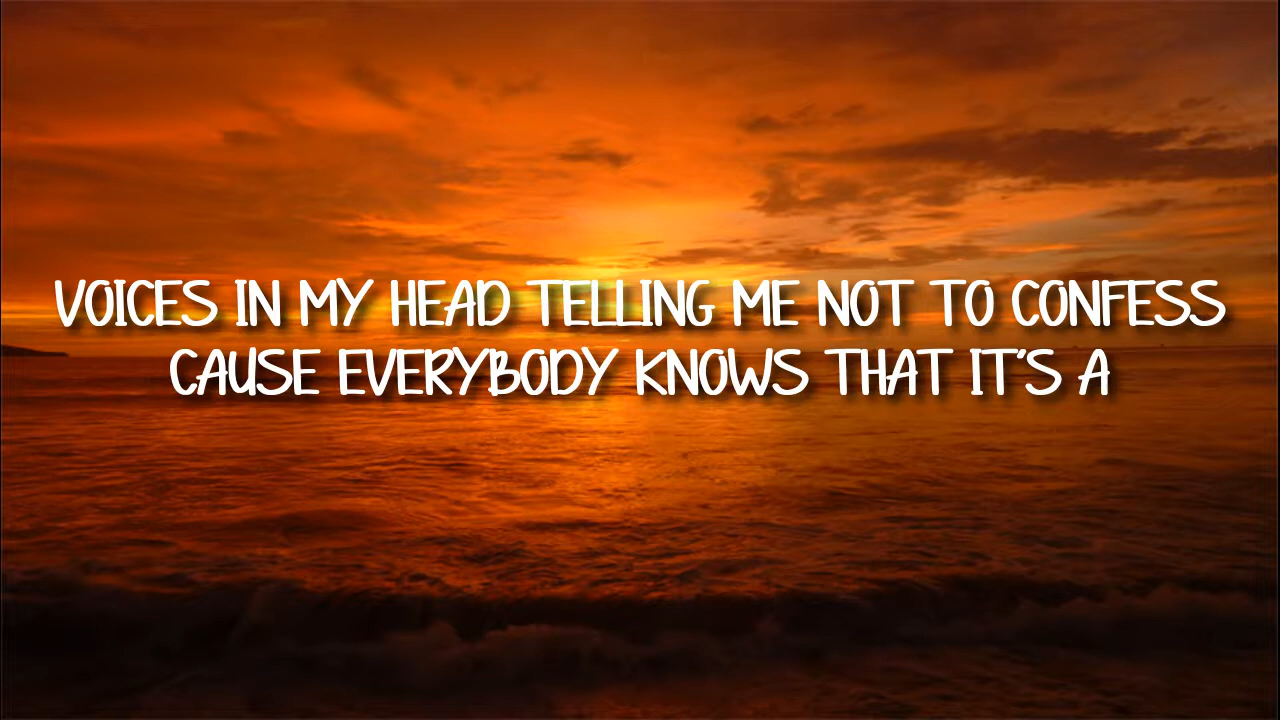 VOICES IN MY HEAD TELLING ME NOT TO CONFESS
CAUSE EVERYBODY KNOWS THAT IT'S A